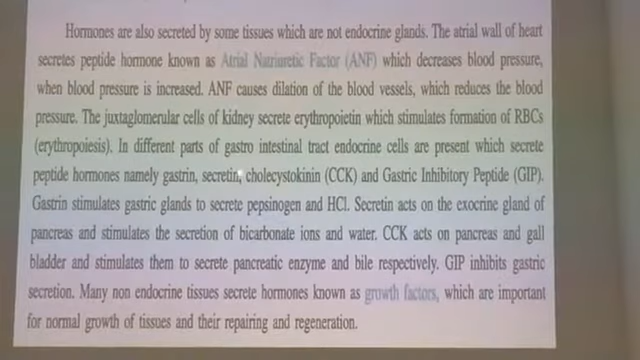 Hormones are also secreted by some tissues which are not endocrine glands. The atrial wall of heart
secretes peptide hormone known as Atrial Natriuretic Factor (ANF) which decreases blood pressure,
when blood pressure is increased. ANF causes dilation of the blood vessels, which reduces the blood
pressure. The juxtaglomerular cells of kidney secrete erythropoietin which stimulates formation of RBCs
(erythropoiesis). In different parts of gastro intestinal tract endocrine cells are present which secrete
peptide hormones namely gastrin, secretin, cholecystokinin (CCK) and Gastric Inhibitory Peptide (GIP).
Gastrin stimulates gastric glands to secrete pepsinogen and HCl. Secretin acts on the exocrine gland of
pancreas and stimulates the secretion of bicarbonate ions and water. CCK acts on pancreas and gall
bladder and stimulates them to secrete pancreatic enzyme and bile respectively. GIP inhibits gastric
secretion. Many non endocrine tissues secrete hormones known as growth factors, which are important
for normal growth of tissues and their repairing and regeneration.